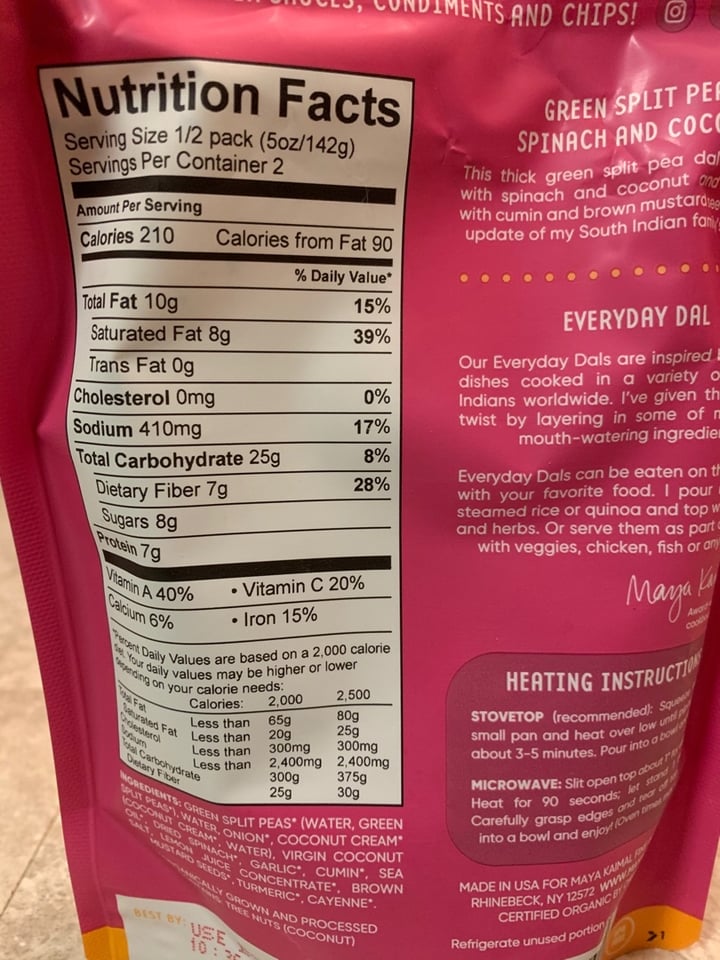 CONDIMENTS AND CHIPS!
Nutrition Facts
Serving Size 1/2 pack (5oz/142g)
Servings Per Container 2
Amount Per Serving
Calories 210 Calories from Fat 90
% Daily Value*
Total Fat 10g 15%
Saturated Fat 8g 39%
Trans Fat 0g
Cholesterol 0mg 0%
Sodium 410mg 17%
Total Carbohydrate 25g 8%
Dietary Fiber 7g 28%
Sugars 8g
Protein 7g
Vitamin A 40% • Vitamin C 20%
Calcium 6% • Iron 15%
*Percent Daily Values are based on a 2,000 calorie
diet. Your daily values may be higher or lower
depending on your calorie needs:
Calories: 2,000 2,500
Total Fat Less than 65g 80g
Saturated Fat Less than 20g 25g
Cholesterol Less than 300mg 300mg
Sodium Less than 2,400mg 2,400mg
Total Carbohydrate 300g 375g
Dietary Fiber 25g 30g
INGREDIENTS: GREEN SPLIT PEAS* (WATER, GREEN
SPLIT PEAS*), WATER, ONION*, COCONUT CREAM*
(COCONUT CREAM*, WATER), VIRGIN COCONUT
OIL*, DRIED SPINACH*, GARLIC*, CUMIN*, SEA
SALT, LEMON JUICE CONCENTRATE*, BROWN
MUSTARD SEEDS*, TURMERIC*, CAYENNE*.
GROWN AND PROCESSED
TREE NUTS (COCONUT)
BEST BY:
GREEN SPLIT
SPINACH AND
This thick green split pea
with spinach and coconut
with cumin and brown
update of my South Indian
EVERYDAY DAL
Our Everyday Dals are inspired
dishes cooked in a variety
Indians worldwide. I've given
twist by layering in some of
mouth-watering
Everyday Dals can be eaten on
with your favorite food. I pour
steamed rice or quinoa and top
and herbs. Or serve them as part
with veggies, chicken, fish or
Maya
HEATING
STOVETOP (recommended):
small pan and heat over low until
about 3-5 minutes. Pour into a bowl
MICROWAVE: Slit open top about 1"
Heat for 90 seconds; let stand
Carefully grasp edges and tear off
into a bowl and enjoy! (Oven
MADE IN USA FOR MAYA KAIMAL
RHINEBECK, NY 12572
CERTIFIED ORGANIC BY
Refrigerate unused portion